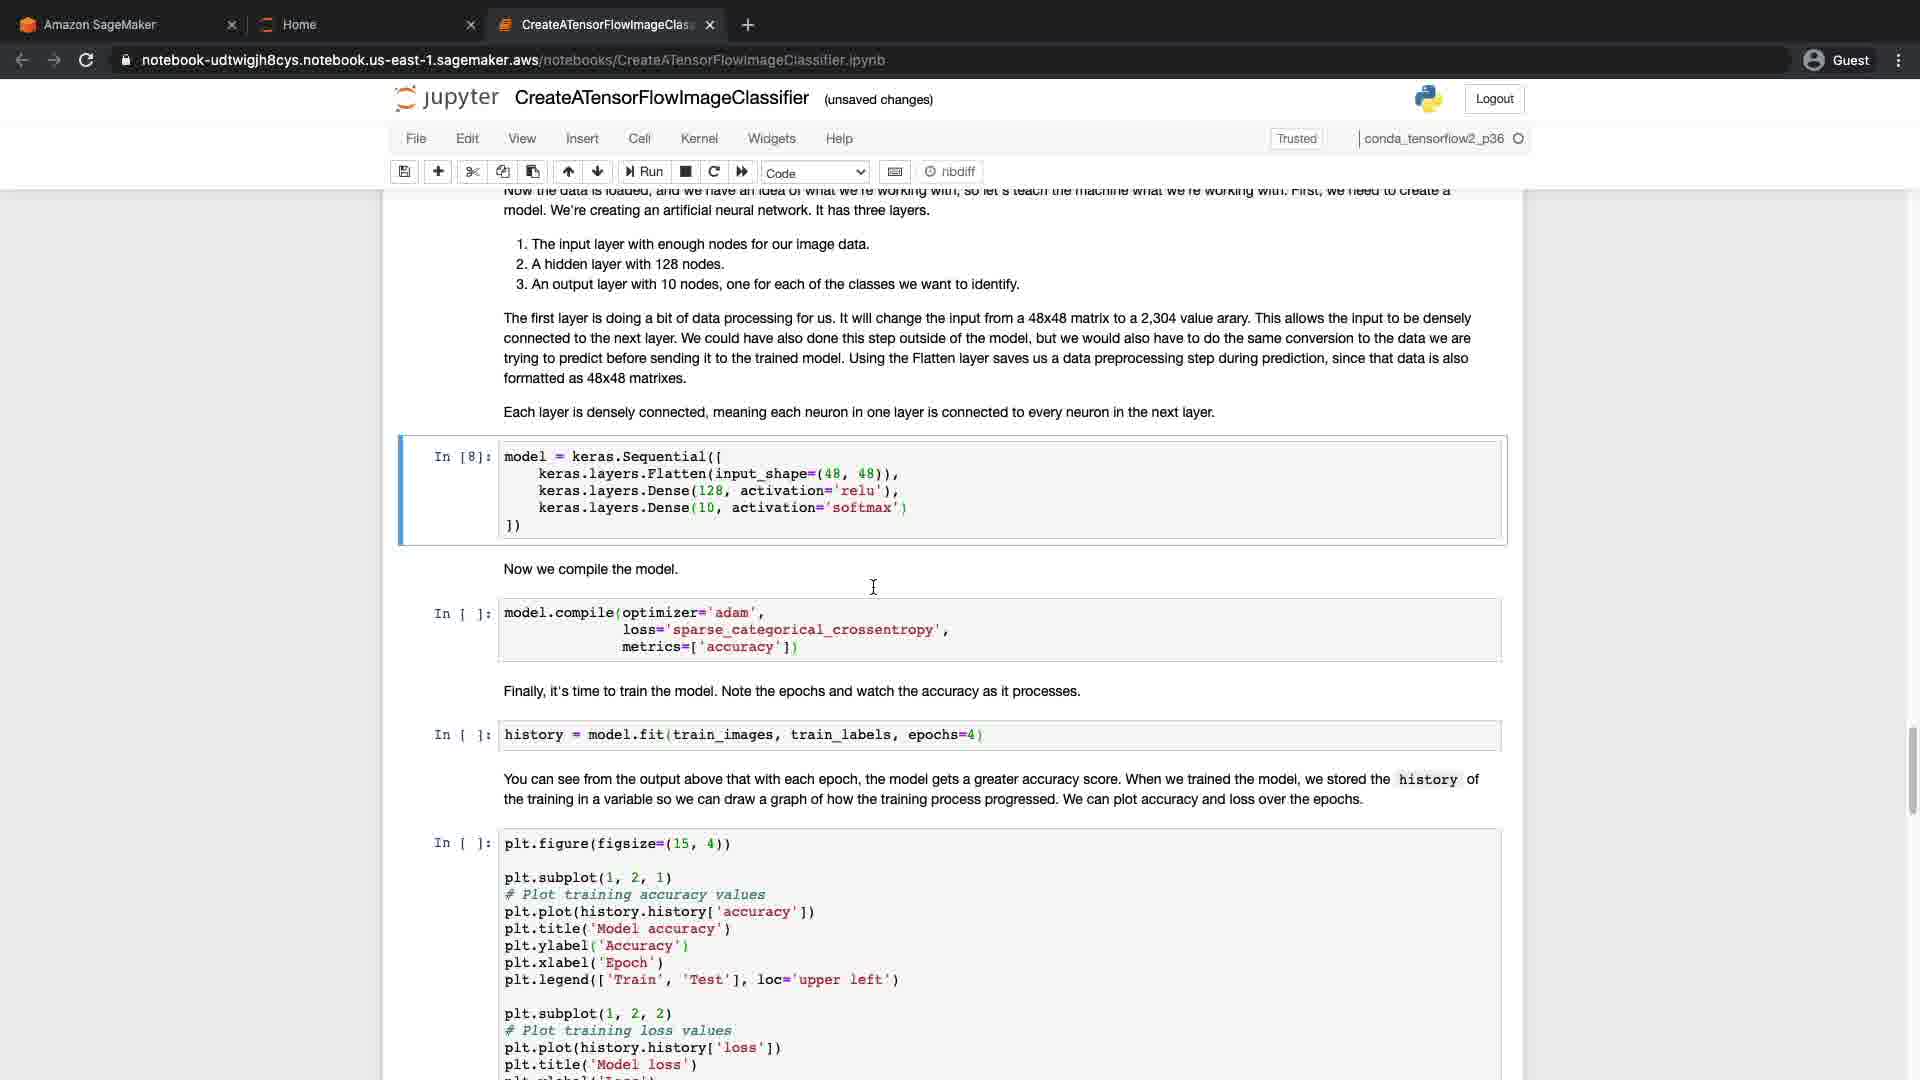 Amazon SageMaker
Home
CreateATensorFlowImageClas
notebook-udtwigjh8cys.notebook.us-east-1.sagemaker.aws/notebooks/CreateATensorFlowImageClassifier.ipynb
Guest
jupyter CreateATensorFlowImageClassifier (unsaved changes)
Logout
File Edit View Insert Cell Kernel Widgets Help
Trusted
conda_tensorflow2_p36
Run
Code
nbdiff
Now the data is loaded, and we have an idea of what we're working with, so let's teach the machine what we're working with. First, we need to create a
model. We're creating an artificial neural network. It has three layers.
1. The input layer with enough nodes for our image data.
2. A hidden layer with 128 nodes.
3. An output layer with 10 nodes, one for each of the classes we want to identify.
The first layer is doing a bit of data processing for us. It will change the input from a 48x48 matrix to a 2,304 value arary. This allows the input to be densely
connected to the next layer. We could have also done this step outside of the model, but we would also have to do the same conversion to the data we are
trying to predict before sending it to the trained model. Using the Flatten layer saves us a data preprocessing step during prediction, since that data is also
formatted as 48x48 matrixes.
Each layer is densely connected, meaning each neuron in one layer is connected to every neuron in the next layer.
In [8]: model = keras.Sequential([
keras.layers.Flatten(input_shape=(48, 48)),
keras.layers.Dense(128, activation='relu'),
keras.layers.Dense(10, activation='softmax')
])
Now we compile the model.
In [ ]: model.compile(optimizer='adam',
loss='sparse_categorical_crossentropy',
metrics=['accuracy'])
Finally, it's time to train the model. Note the epochs and watch the accuracy as it processes.
In [ ]: history = model.fit(train_images, train_labels, epochs=4)
You can see from the output above that with each epoch, the model gets a greater accuracy score. When we trained the model, we stored the history of
the training in a variable so we can draw a graph of how the training process progressed. We can plot accuracy and loss over the epochs.
In [ ]: plt.figure(figsize=(15, 4))
plt.subplot(1, 2, 1)
# Plot training accuracy values
plt.plot(history.history['accuracy'])
plt.title('Model accuracy')
plt.ylabel('Accuracy')
plt.xlabel('Epoch')
plt.legend(['Train', 'Test'], loc='upper left')
plt.subplot(1, 2, 2)
# Plot training loss values
plt.plot(history.history['loss'])
plt.title('Model loss')